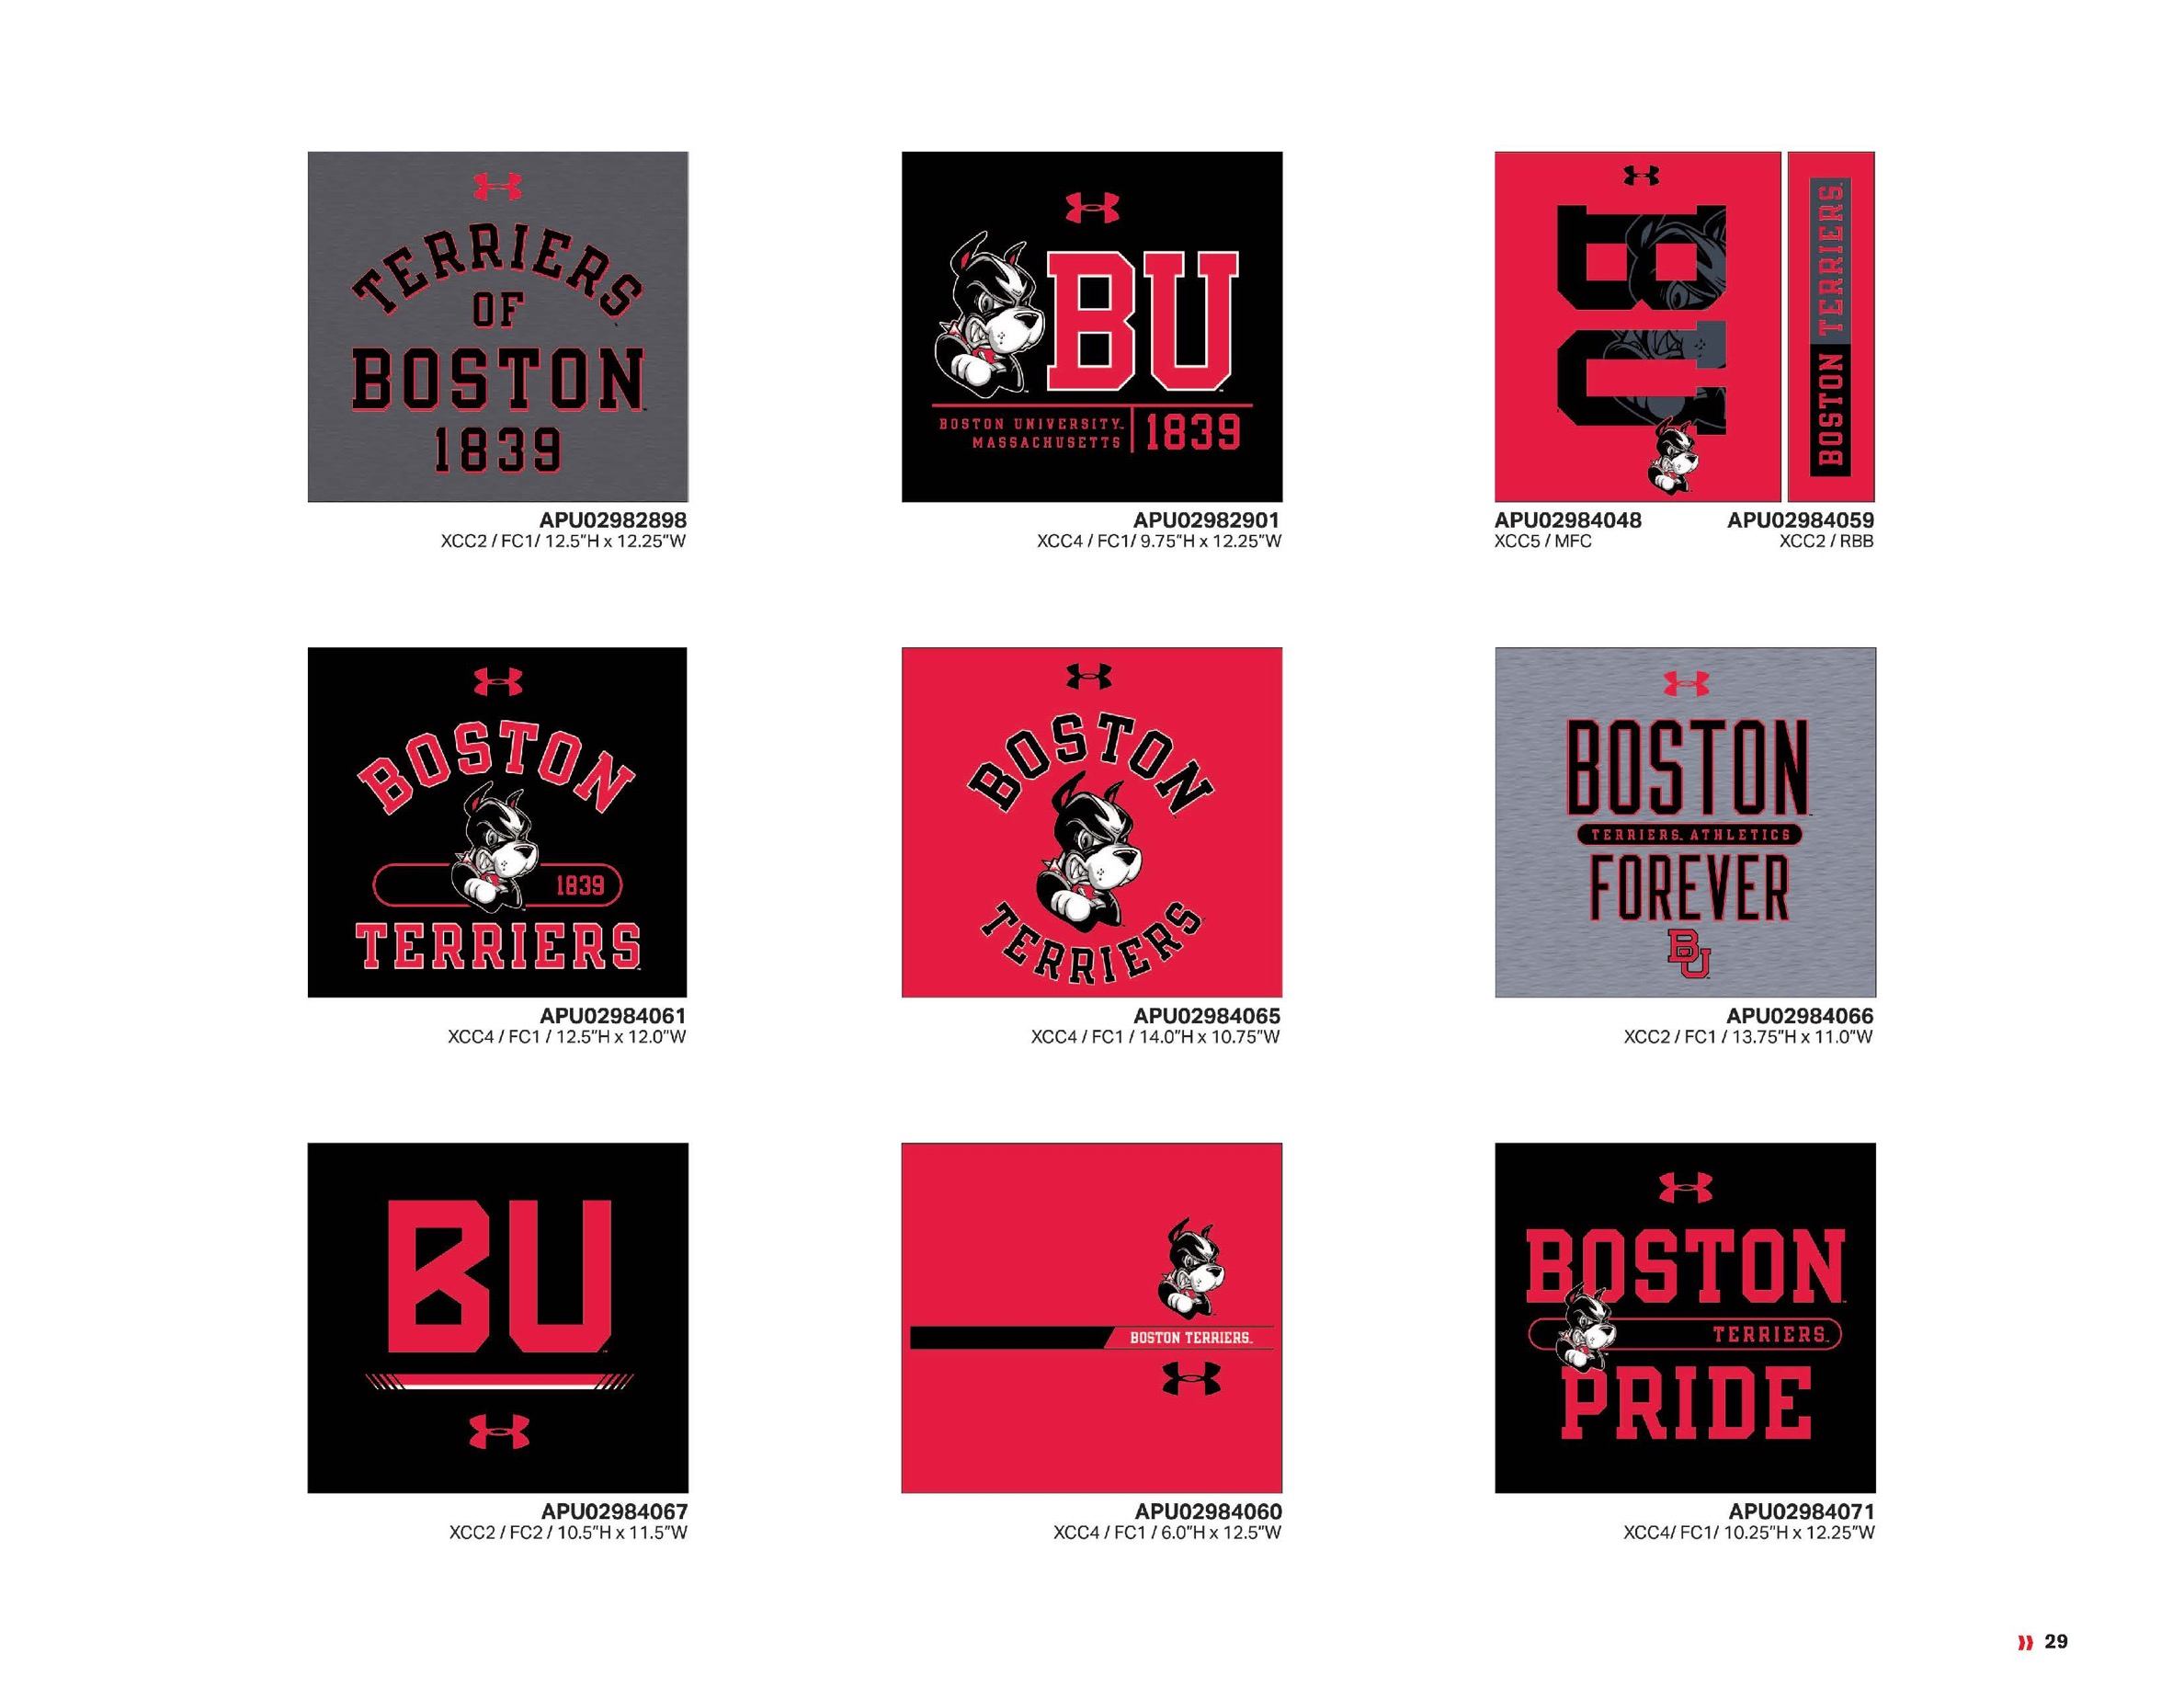 TERRIERS
OF
BOSTON
1839
APU02982898
XCC2 / FC1/ 12.5"H x 12.25"W
BU
BOSTON UNIVERSITY™
MASSACHUSETTS
1839
APU02982901
XCC4 / FC1/ 9.75"H x 12.25"W
BU
BOSTON TERRIERS
APU02984048
XCC5 / MFC
APU02984059
XCC2 / RBB
BOSTON
1839
TERRIERS
APU02984061
XCC4 / FC1 / 12.5"H x 12.0"W
BOSTON
TERRIERS
APU02984065
XCC4 / FC1 / 14.0"H x 10.75"W
BOSTON
TERRIERS ATHLETICS
FOREVER
BU
APU02984066
XCC2 / FC1 / 13.75"H x 11.0"W
BU
APU02984067
XCC2 / FC2 / 10.5"H x 11.5"W
BOSTON TERRIERS
APU02984060
XCC4 / FC1 / 6.0"H x 12.5"W
BOSTON
TERRIERS
PRIDE
APU02984071
XCC4/ FC1/ 10.25"H x 12.25"W
29